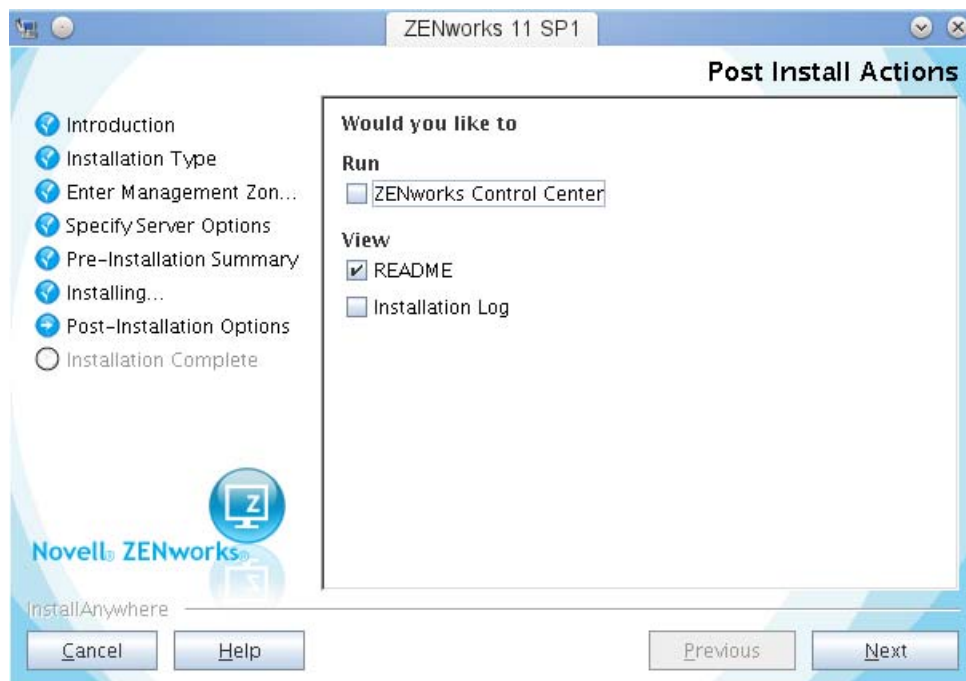 ZENworks 11 SP1
Post Install Actions
Introduction
Installation Type
Enter Management Zon...
Specify Server Options
Pre-Installation Summary
Installing...
Post-Installation Options
Installation Complete
Would you like to
Run
ZENworks Control Center
View
README
Installation Log
Z
Novell® ZENworks®
InstallAnywhere
Cancel
Help
Previous
Next